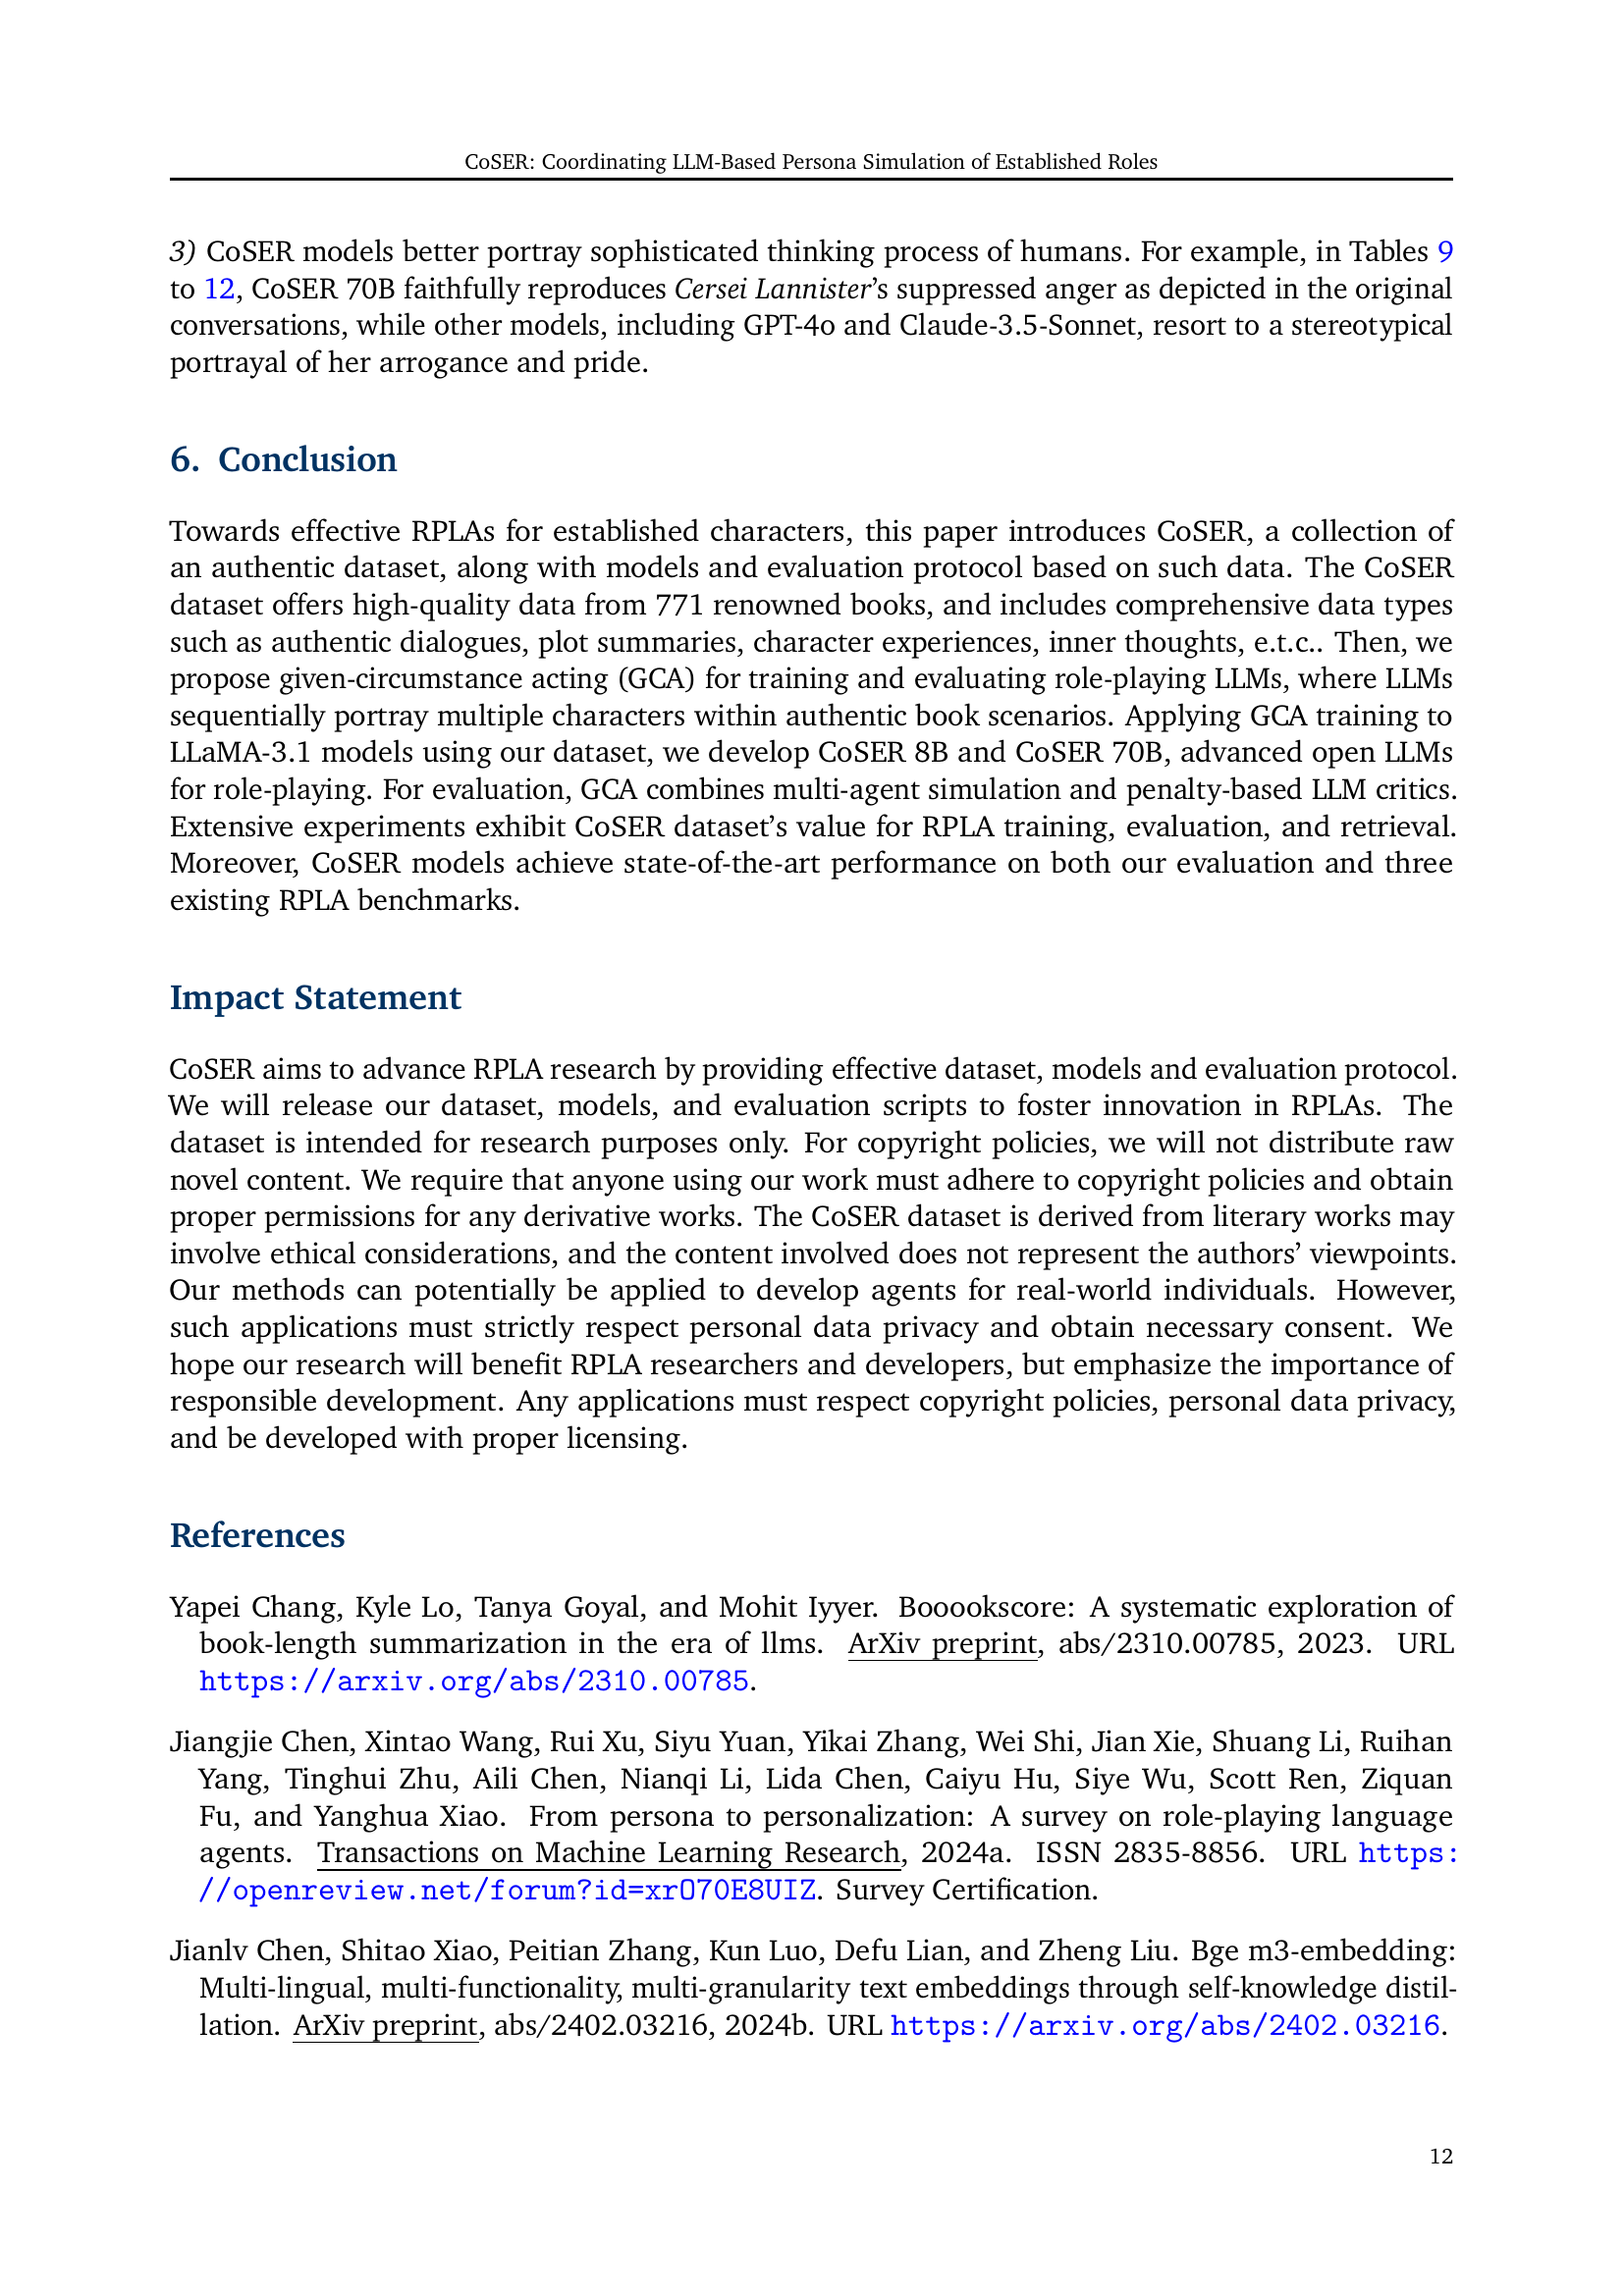 CoSER: Coordinating LLM-Based Persona Simulation of Established Roles
3) CoSER models better portray sophisticated thinking process of humans. For example, in Tables 9
to 12, CoSER 70B faithfully reproduces Cersei Lannister’s suppressed anger as depicted in the original
conversations, while other models, including GPT-4o and Claude-3.5-Sonnet, resort to a stereotypical
portrayal of her arrogance and pride.
6. Conclusion
Towards effective RPLAs for established characters, this paper introduces CoSER, a collection of
an authentic dataset, along with models and evaluation protocol based on such data. The CoSER
dataset offers high-quality data from 771 renowned books, and includes comprehensive data types
such as authentic dialogues, plot summaries, character experiences, inner thoughts, e.t.c.. Then, we
propose given-circumstance acting (GCA) for training and evaluating role-playing LLMs, where LLMs
sequentially portray multiple characters within authentic book scenarios. Applying GCA training to
LLaMA-3.1 models using our dataset, we develop CoSER 8B and CoSER 70B, advanced open LLMs
for role-playing. For evaluation, GCA combines multi-agent simulation and penalty-based LLM critics.
Extensive experiments exhibit CoSER dataset’s value for RPLA training, evaluation, and retrieval.
Moreover, CoSER models achieve state-of-the-art performance on both our evaluation and three
existing RPLA benchmarks.
Impact Statement
CoSER aims to advance RPLA research by providing effective dataset, models and evaluation protocol.
We will release our dataset, models, and evaluation scripts to foster innovation in RPLAs. The
dataset is intended for research purposes only. For copyright policies, we will not distribute raw
novel content. We require that anyone using our work must adhere to copyright policies and obtain
proper permissions for any derivative works. The CoSER dataset is derived from literary works may
involve ethical considerations, and the content involved does not represent the authors’ viewpoints.
Our methods can potentially be applied to develop agents for real-world individuals. However,
such applications must strictly respect personal data privacy and obtain necessary consent. We
hope our research will benefit RPLA researchers and developers, but emphasize the importance of
responsible development. Any applications must respect copyright policies, personal data privacy,
and be developed with proper licensing.
References
Yapei Chang, Kyle Lo, Tanya Goyal, and Mohit Iyyer. Booookscore: A systematic exploration of
book-length summarization in the era of llms. ArXiv preprint, abs/2310.00785, 2023. URL
https://arxiv.org/abs/2310.00785.
Jiangjie Chen, Xintao Wang, Rui Xu, Siyu Yuan, Yikai Zhang, Wei Shi, Jian Xie, Shuang Li, Ruihan
Yang, Tinghui Zhu, Aili Chen, Nianqi Li, Lida Chen, Caiyu Hu, Siye Wu, Scott Ren, Ziquan
Fu, and Yanghua Xiao. From persona to personalization: A survey on role-playing language
agents. Transactions on Machine Learning Research, 2024a. ISSN 2835-8856. URL https:
//openreview.net/forum?id=xrO70E8UIZ. Survey Certification.
Jianlv Chen, Shitao Xiao, Peitian Zhang, Kun Luo, Defu Lian, and Zheng Liu. Bge m3-embedding:
Multi-lingual, multi-functionality, multi-granularity text embeddings through self-knowledge distil-
lation. ArXiv preprint, abs/2402.03216, 2024b. URL https://arxiv.org/abs/2402.03216.
12